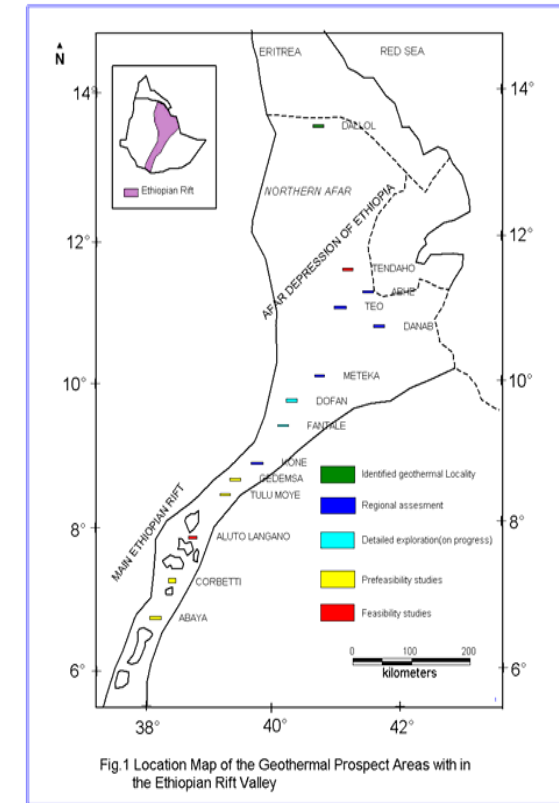 ERITREA
RED SEA
N
14°
14°
DALLOL
Ethiopian Rift
NORTHERN AFAR
AFAR DEPRESSION OF ETHIOPIA
12°
12°
TENDAHO
TEO
DANAB
METEKA
10°
10°
DOFAN
FANTALE
KONE
GEDEMSA
Identified geothermal Locality
TULU MOYE
Regional assesment
MAIN ETHIOPIAN RIFT
8°
8°
ALUTO LANGANO
Detailed exploration(on progress)
CORBETTI
Prefeasibility studies
ABAYA
Feasibility studies
6°
6°
0 100 200
kilometers
38°
40°
42°
Fig.1 Location Map of the Geothermal Prospect Areas with in
the Ethiopian Rift Valley